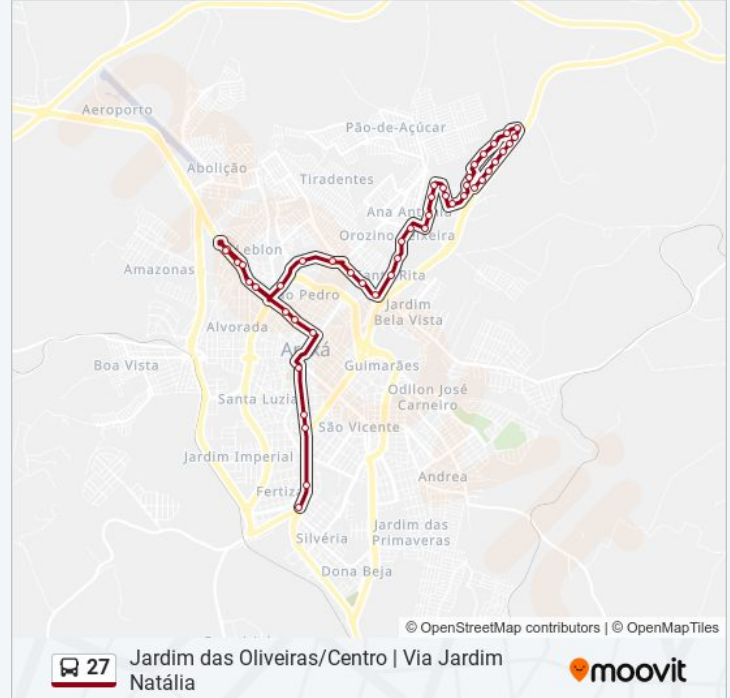 Aeroporto
Pão-de-Açúcar
Abolição
Tiradentes
Ana Antônia
Orozino Teixeira
Leblon
Amazonas
Santa Rita
São Pedro
Jardim
Bela Vista
Alvorada
Araxá
Boa Vista
Guimarães
Odilon José
Carneiro
Santa Luzia
São Vicente
Jardim Imperial
Andrea
Fertiza
Jardim das
Primaveras
Silvéria
Dona Beja
© OpenStreetMap contributors | © OpenMapTiles
27
Jardim das Oliveiras/Centro | Via Jardim
Natália
moovit